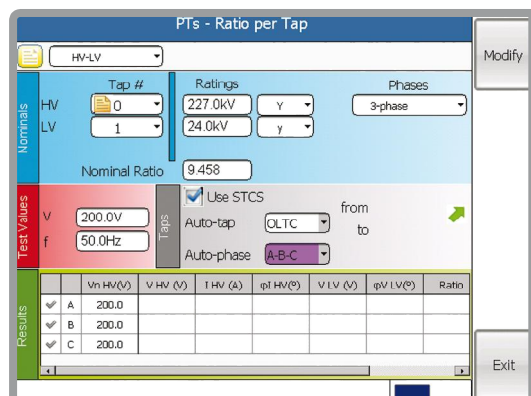 PTs - Ratio per Tap
Modify
HV-LV
Nominals
Tap #
Ratings
Phases
HV
0
227.0kV
Y
3-phase
LV
1
24.0kV
y
Nominal Ratio
9.458
Test Values
V
200.0V
f
50.0Hz
Taps
Use STCS
Auto-tap
OLTC
from
to
Auto-phase
A-B-C
Results
Vn HV(V)
V HV (V)
I HV (A)
φI HV(º)
V LV (V)
φV LV(º)
Ratio
A
200.0
B
200.0
C
200.0
Exit